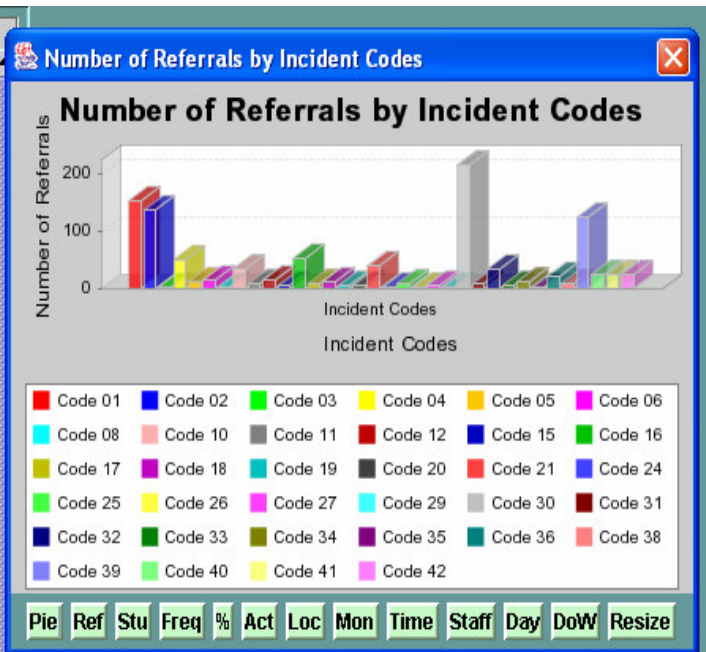 Number of Referrals by Incident Codes
Number of Referrals by Incident Codes
Number of Referrals
200
100
0
Incident Codes
Incident Codes
Code 01 Code 02 Code 03 Code 04 Code 05 Code 06
Code 08 Code 10 Code 11 Code 12 Code 15 Code 16
Code 17 Code 18 Code 19 Code 20 Code 21 Code 24
Code 25 Code 26 Code 27 Code 29 Code 30 Code 31
Code 32 Code 33 Code 34 Code 35 Code 36 Code 38
Code 39 Code 40 Code 41 Code 42
Pie Ref Stu Freq % Act Loc Mon Time Staff Day DoW Resize